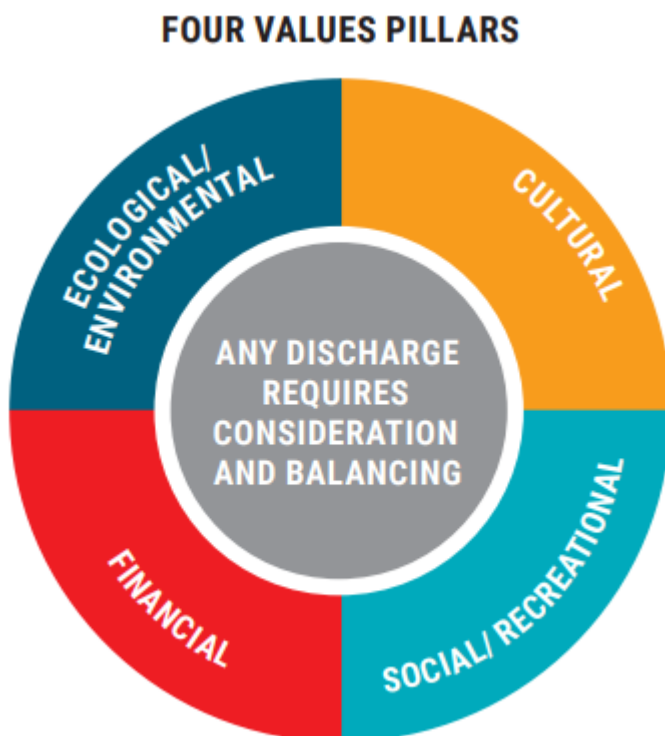 FOUR VALUES PILLARS
ECOLOGICAL/
ENVIRONMENTAL
CULTURAL
ANY DISCHARGE
REQUIRES
CONSIDERATION
AND BALANCING
FINANCIAL
SOCIAL/ RECREATIONAL